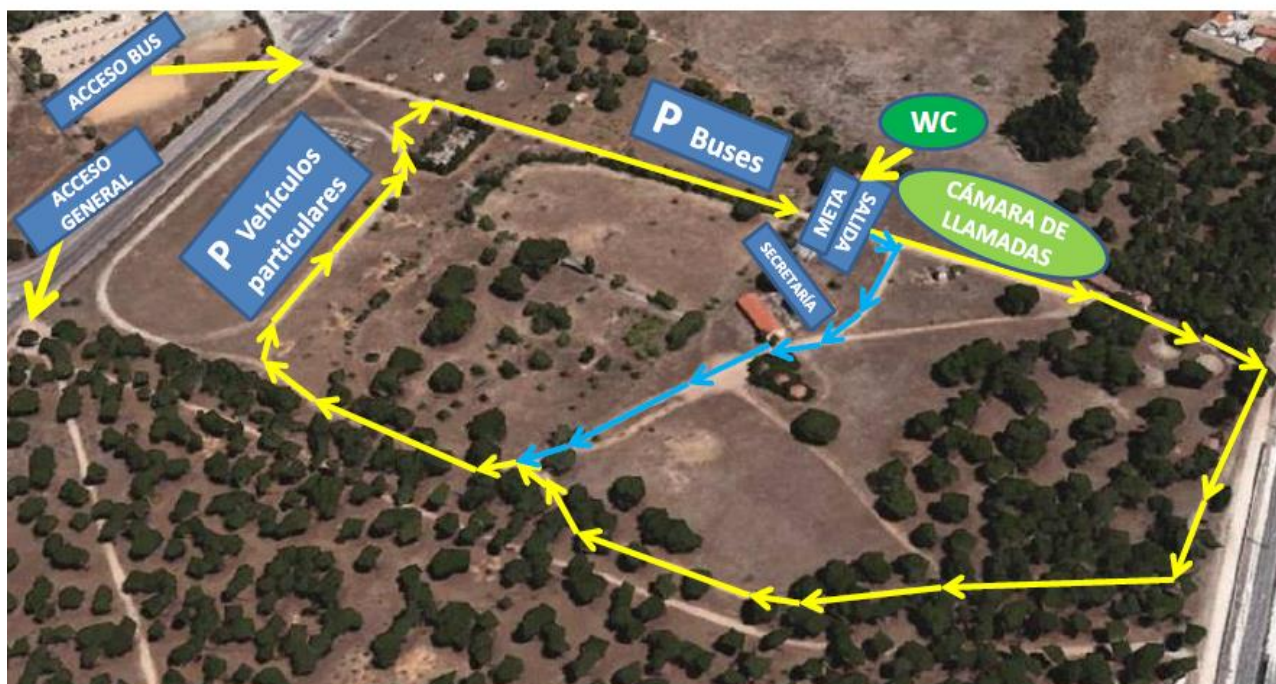 ACCESO BUS
ACCESO
GENERAL
P Vehículos
particulares
P Buses
WC
META
SALIDA
SECRETARÍA
CÁMARA DE
LLAMADAS